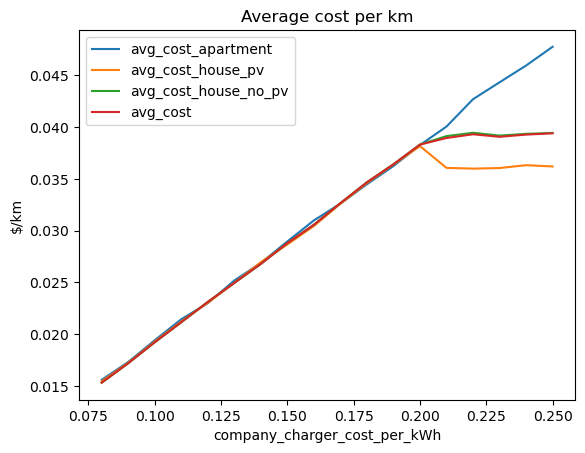 Average cost per km
avg_cost_apartment
avg_cost_house_pv
avg_cost_house_no_pv
avg_cost
0.045
0.040
0.035
0.030
0.025
0.020
0.015
$/km
0.075 0.100 0.125 0.150 0.175 0.200 0.225 0.250
company_charger_cost_per_kWh